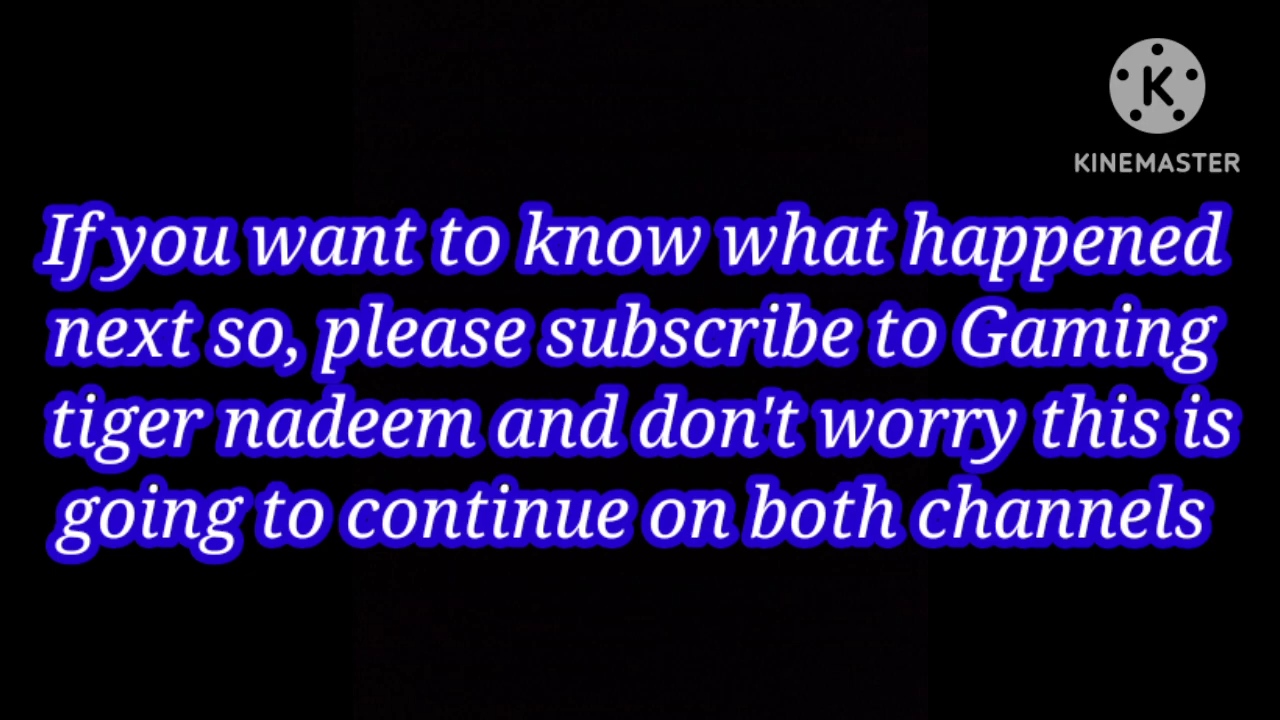 K
KINEMASTER
If you want to know what happened
next so, please subscribe to Gaming
tiger nadeem and don't worry this is
going to continue on both channels